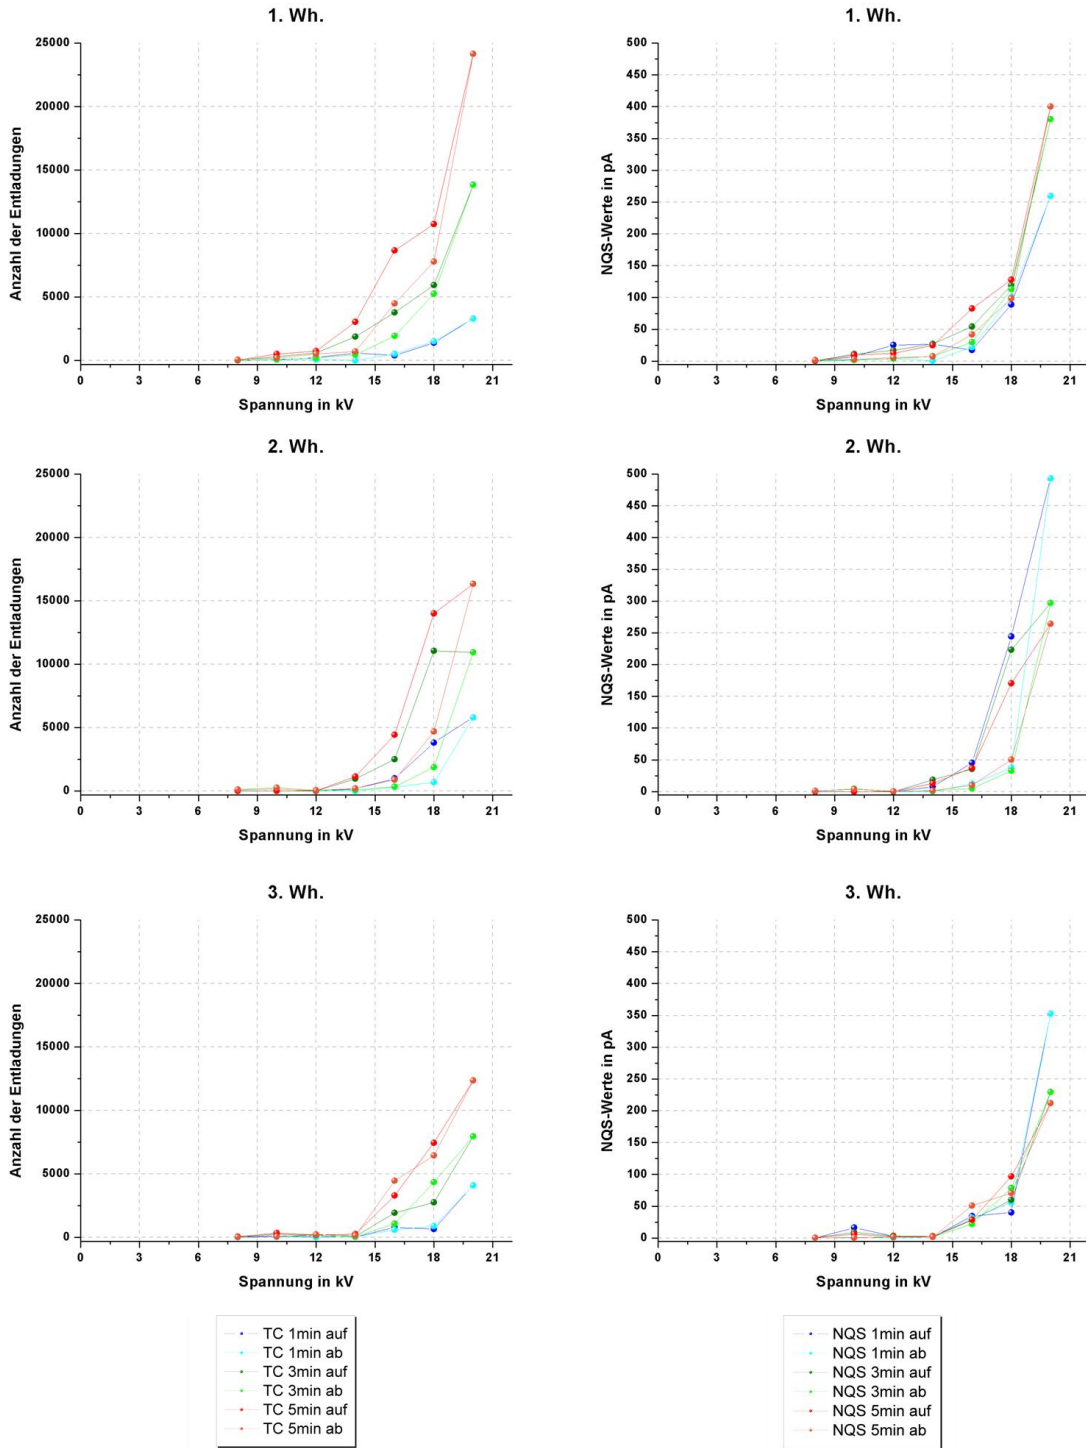 1. Wh.
25000
20000
15000
10000
5000
0
Anzahl der Entladungen
0 3 6 9 12 15 18 21
Spannung in kV
1. Wh.
500
450
400
350
300
250
200
150
100
50
0
NQS-Werte in pA
0 3 6 9 12 15 18 21
Spannung in kV
2. Wh.
25000
20000
15000
10000
5000
0
Anzahl der Entladungen
0 3 6 9 12 15 18 21
Spannung in kV
2. Wh.
500
450
400
350
300
250
200
150
100
50
0
NQS-Werte in pA
0 3 6 9 12 15 18 21
Spannung in kV
3. Wh.
25000
20000
15000
10000
5000
0
Anzahl der Entladungen
0 3 6 9 12 15 18 21
Spannung in kV
3. Wh.
500
450
400
350
300
250
200
150
100
50
0
NQS-Werte in pA
0 3 6 9 12 15 18 21
Spannung in kV
TC 1min auf
TC 1min ab
TC 3min auf
TC 3min ab
TC 5min auf
TC 5min ab
NQS 1min auf
NQS 1min ab
NQS 3min auf
NQS 3min ab
NQS 5min auf
NQS 5min ab